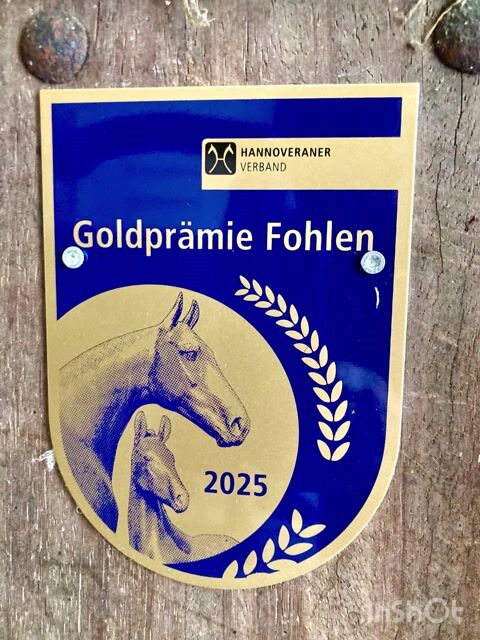 HANNOVERANER
VERBAND
Goldprämie Fohlen
2025
InShOt